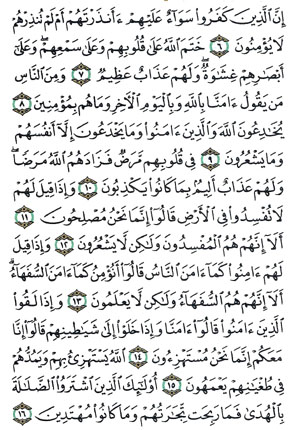 إِنَّ ٱلَّذِينَ كَفَرُوا۟ سَوَآءٌ عَلَيْهِمْ ءَأَنذَرْتَهُمْ أَمْ لَمْ تُنذِرْهُمْ
لَا يُؤْمِنُونَ ٦ خَتَمَ ٱللَّهُ عَلَىٰ قُلُوبِهِمْ وَعَلَىٰ سَمْعِهِمْ ۖ وَعَلَىٰٓ
أَبْصَـٰرِهِمْ غِشَـٰوَةٌ ۖ وَلَهُمْ عَذَابٌ عَظِيمٌ ٧ وَمِنَ ٱلنَّاسِ
مَن يَقُولُ ءَامَنَّا بِٱللَّهِ وَبِٱلْيَوْمِ ٱلْـَٔاخِرِ وَمَا هُم بِمُؤْمِنِينَ ٨
يُخَـٰدِعُونَ ٱللَّهَ وَٱلَّذِينَ ءَامَنُوا۟ وَمَا يَخْدَعُونَ إِلَّآ أَنفُسَهُمْ
وَمَا يَشْعُرُونَ ٩ فِى قُلُوبِهِم مَّرَضٌ فَزَادَهُمُ ٱللَّهُ مَرَضًا ۖ
وَلَهُمْ عَذَابٌ أَلِيمٌۢ بِمَا كَانُوا۟ يَكْذِبُونَ ١٠ وَإِذَا قِيلَ لَهُمْ
لَا تُفْسِدُوا۟ فِى ٱلْأَرْضِ قَالُوٓا۟ إِنَّمَا نَحْنُ مُصْلِحُونَ ١١
أَلَآ إِنَّهُمْ هُمُ ٱلْمُفْسِدُونَ وَلَـٰكِن لَّا يَشْعُرُونَ ١٢ وَإِذَا قِيلَ
لَهُمْ ءَامِنُوا۟ كَمَآ ءَامَنَ ٱلنَّاسُ قَالُوٓا۟ أَنُؤْمِنُ كَمَآ ءَامَنَ ٱلسُّفَهَآءُ ۗ
أَلَآ إِنَّهُمْ هُمُ ٱلسُّفَهَآءُ وَلَـٰكِن لَّا يَعْلَمُونَ ١٣ وَإِذَا لَقُوا۟
ٱلَّذِينَ ءَامَنُوا۟ قَالُوٓا۟ ءَامَنَّا وَإِذَا خَلَوْا۟ إِلَىٰ شَيَـٰطِينِهِمْ قَالُوٓا۟ إِنَّا
مَعَكُمْ إِنَّمَا نَحْنُ مُسْتَهْزِءُونَ ١٤ ٱللَّهُ يَسْتَهْزِئُ بِهِمْ وَيَمُدُّهُمْ
فِى طُغْيَـٰنِهِمْ يَعْمَهُونَ ١٥ أُو۟لَـٰٓئِكَ ٱلَّذِينَ ٱشْتَرَوُا۟ ٱلضَّلَـٰلَةَ
بِٱلْهُدَىٰ فَمَا رَبِحَت تِّجَـٰرَتُهُمْ وَمَا كَانُوا۟ مُهْتَدِينَ ١٦